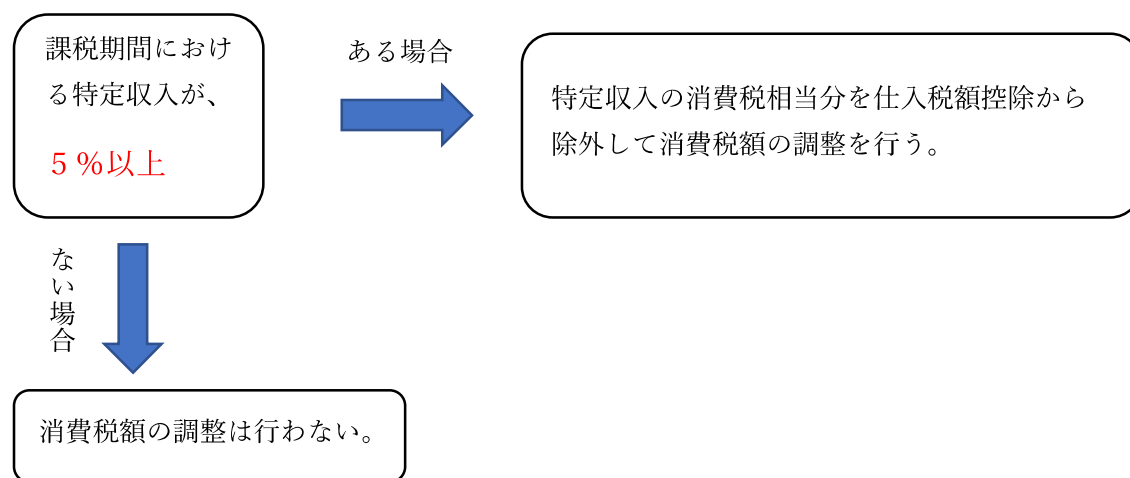 課税期間におけ
る特定収入が、
５％以上
ある場合
特定収入の消費税相当分を仕入税額控除から
除外して消費税額の調整を行う。
ない場合
消費税額の調整は行わない。